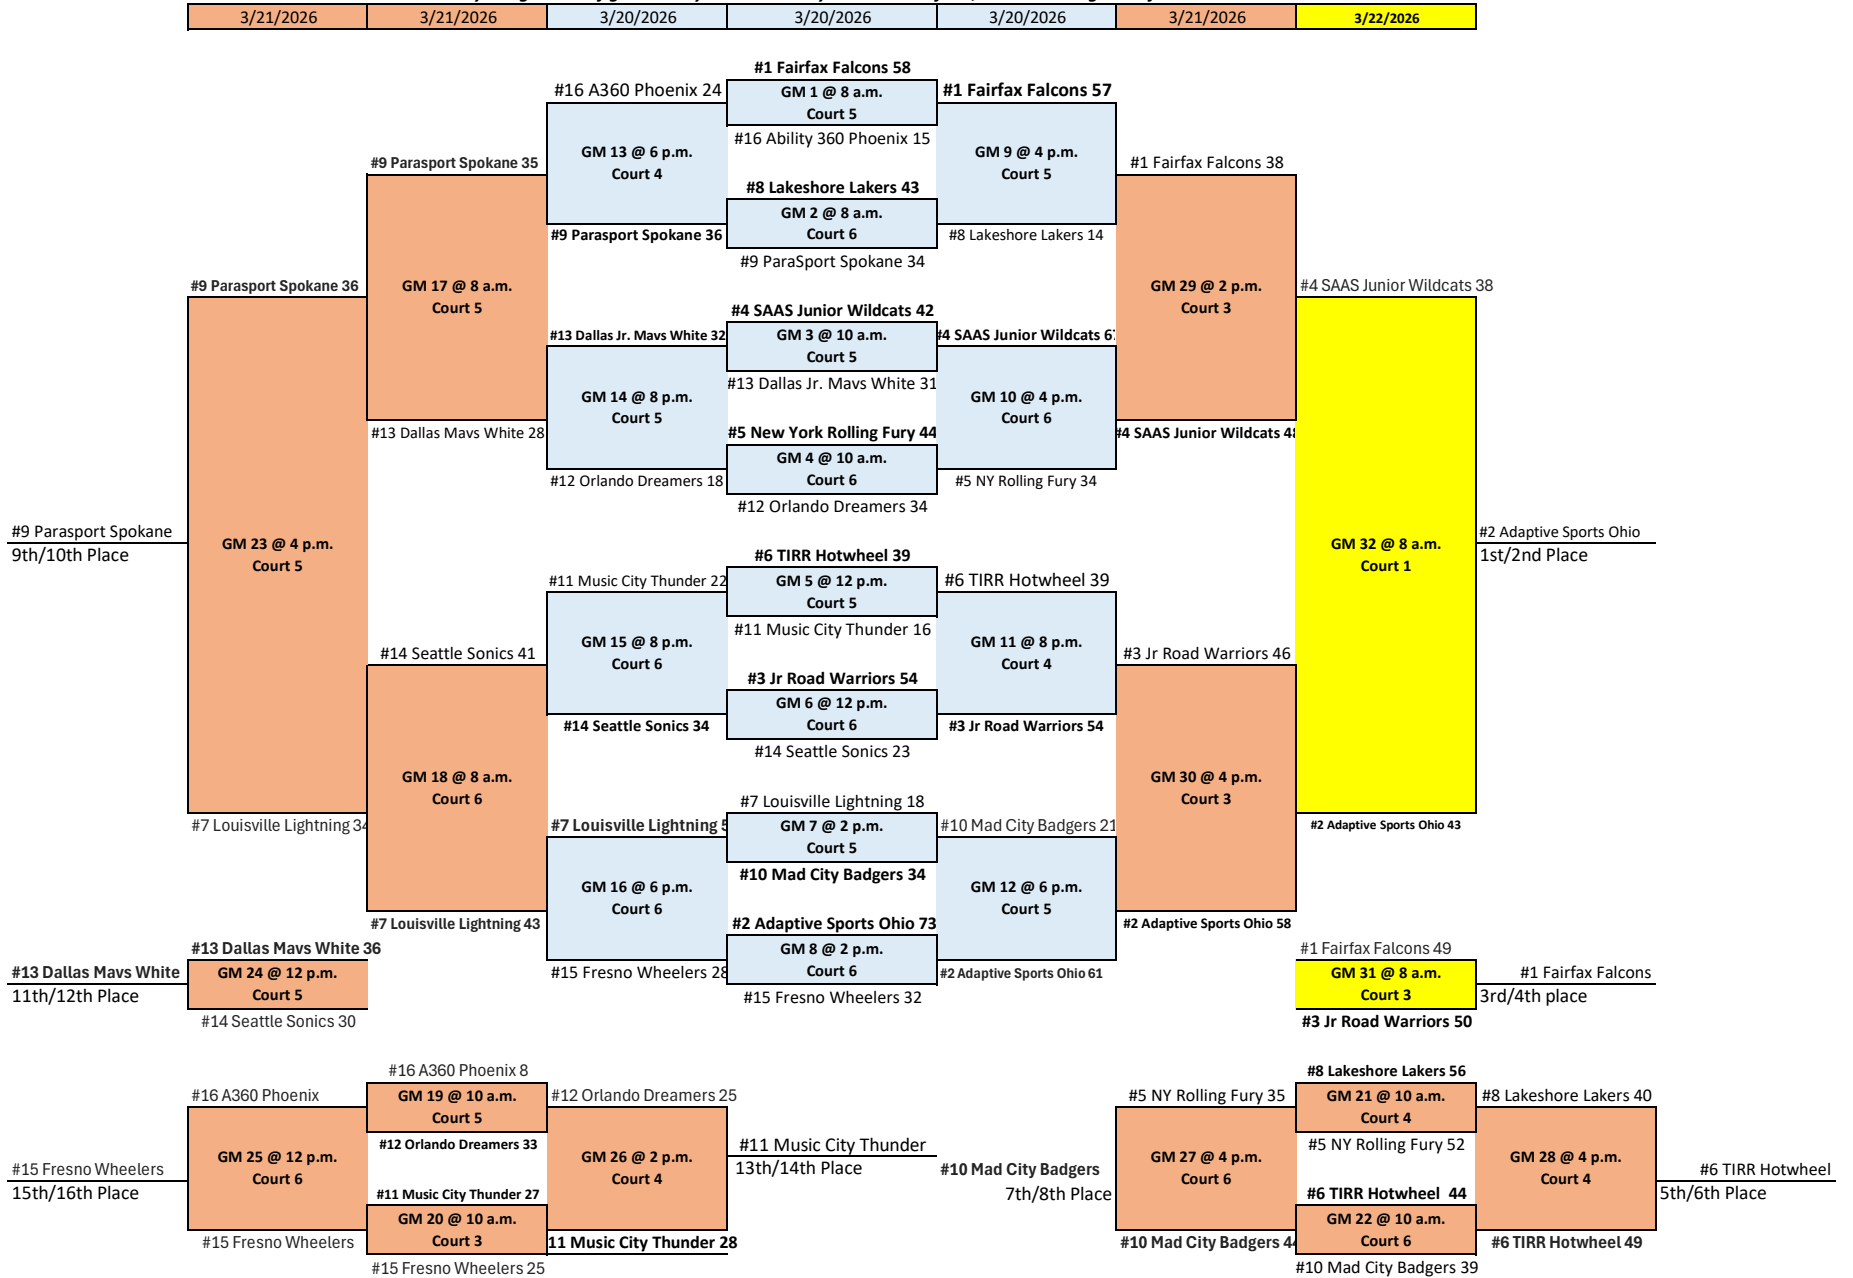 3/21/2026 3/21/2026 3/20/2026 3/20/2026 3/20/2026 3/21/2026 3/22/2026
#1 Fairfax Falcons 58
#16 A360 Phoenix 24
GM 1 @ 8 a.m.
Court 5
#1 Fairfax Falcons 57
#16 Ability 360 Phoenix 15
#9 Parasport Spokane 35
GM 13 @ 6 p.m.
Court 4
GM 9 @ 4 p.m.
Court 5
#1 Fairfax Falcons 38
#8 Lakeshore Lakers 43
GM 2 @ 8 a.m.
Court 6
#9 Parasport Spokane 36
#8 Lakeshore Lakers 14
#9 ParaSport Spokane 34
#9 Parasport Spokane 36
GM 17 @ 8 a.m.
Court 5
GM 29 @ 2 p.m.
Court 3
#4 SAAS Junior Wildcats 38
#4 SAAS Junior Wildcats 42
#13 Dallas Jr. Mavs White 32
GM 3 @ 10 a.m.
Court 5
#4 SAAS Junior Wildcats
#13 Dallas Jr. Mavs White 31
GM 14 @ 8 p.m.
Court 5
GM 10 @ 4 p.m.
Court 6
#13 Dallas Mavs White 28
#5 New York Rolling Fury 44
#4 SAAS Junior Wildcats 48
GM 4 @ 10 a.m.
Court 6
#12 Orlando Dreamers 18
#5 NY Rolling Fury 34
#12 Orlando Dreamers 34
#9 Parasport Spokane
9th/10th Place
GM 23 @ 4 p.m.
Court 5
GM 32 @ 8 a.m.
Court 1
#2 Adaptive Sports Ohio
1st/2nd Place
#6 TIRR Hotwheel 39
#11 Music City Thunder 22
GM 5 @ 12 p.m.
Court 5
#6 TIRR Hotwheel 39
#11 Music City Thunder 16
#14 Seattle Sonics 41
GM 15 @ 8 p.m.
Court 6
GM 11 @ 8 p.m.
Court 4
#3 Jr Road Warriors 46
#3 Jr Road Warriors 54
GM 6 @ 12 p.m.
Court 6
#14 Seattle Sonics 34
#3 Jr Road Warriors 54
#14 Seattle Sonics 23
GM 18 @ 8 a.m.
Court 6
GM 30 @ 4 p.m.
Court 3
#7 Louisville Lightning 18
#7 Louisville Lightning 34
#7 Louisville Lightning
GM 7 @ 2 p.m.
Court 5
#10 Mad City Badgers 21
#2 Adaptive Sports Ohio 43
#10 Mad City Badgers 34
GM 16 @ 6 p.m.
Court 6
GM 12 @ 6 p.m.
Court 5
#7 Louisville Lightning 43
#2 Adaptive Sports Ohio 73
#2 Adaptive Sports Ohio 58
#13 Dallas Mavs White 36
#1 Fairfax Falcons 49
#13 Dallas Mavs White
11th/12th Place
GM 24 @ 12 p.m.
Court 5
#15 Fresno Wheelers 28
GM 8 @ 2 p.m.
Court 6
#2 Adaptive Sports Ohio 61
GM 31 @ 8 a.m.
Court 3
#1 Fairfax Falcons
3rd/4th place
#15 Fresno Wheelers 32
#14 Seattle Sonics 30
#3 Jr Road Warriors 50
#16 A360 Phoenix 8
#8 Lakeshore Lakers 56
#16 A360 Phoenix
GM 19 @ 10 a.m.
Court 5
#12 Orlando Dreamers 25
#5 NY Rolling Fury 35
GM 21 @ 10 a.m.
Court 4
#8 Lakeshore Lakers 40
#12 Orlando Dreamers 33
#11 Music City Thunder
13th/14th Place
#5 NY Rolling Fury 52
#15 Fresno Wheelers
15th/16th Place
GM 25 @ 12 p.m.
Court 6
GM 26 @ 2 p.m.
Court 4
#10 Mad City Badgers
7th/8th Place
GM 27 @ 4 p.m.
Court 6
GM 28 @ 4 p.m.
Court 4
#6 TIRR Hotwheel
5th/6th Place
#11 Music City Thunder 27
#6 TIRR Hotwheel 44
GM 20 @ 10 a.m.
Court 3
GM 22 @ 10 a.m.
Court 6
#15 Fresno Wheelers
11 Music City Thunder 28
#10 Mad City Badgers 44
#6 TIRR Hotwheel 49
#15 Fresno Wheelers 25
#10 Mad City Badgers 39